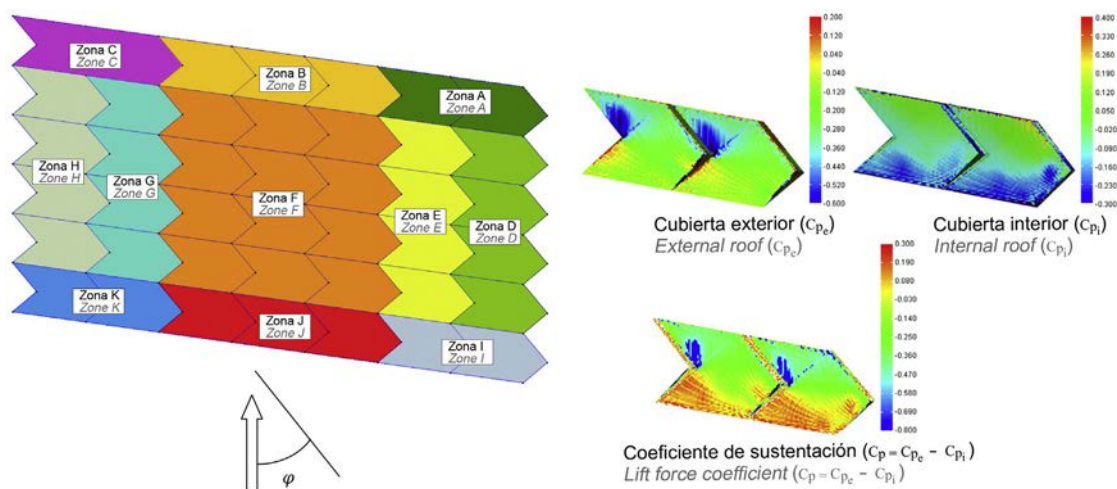 Zona C
Zone C
Zona B
Zone B
Zona A
Zone A
Zona H
Zone H
Zona G
Zone G
Zona F
Zone F
Zona E
Zone E
Zona D
Zone D
Zona K
Zone K
Zona J
Zone J
Zona I
Zone I
φ
0.200
0.120
0.040
-0.040
-0.120
-0.200
-0.280
-0.360
-0.440
-0.520
-0.600
Cubierta exterior (Cpe)
External roof (Cpe)
0.400
0.330
0.260
0.190
0.120
0.050
-0.020
-0.090
-0.160
-0.230
-0.300
Cubierta interior (Cpi)
Internal roof (Cpi)
0.300
0.190
0.080
-0.030
-0.140
-0.250
-0.360
-0.470
-0.580
-0.690
-0.800
Coeficiente de sustentación (Cp = Cpe – Cpi)
Lift force coefficient (Cp = Cpe – Cpi)